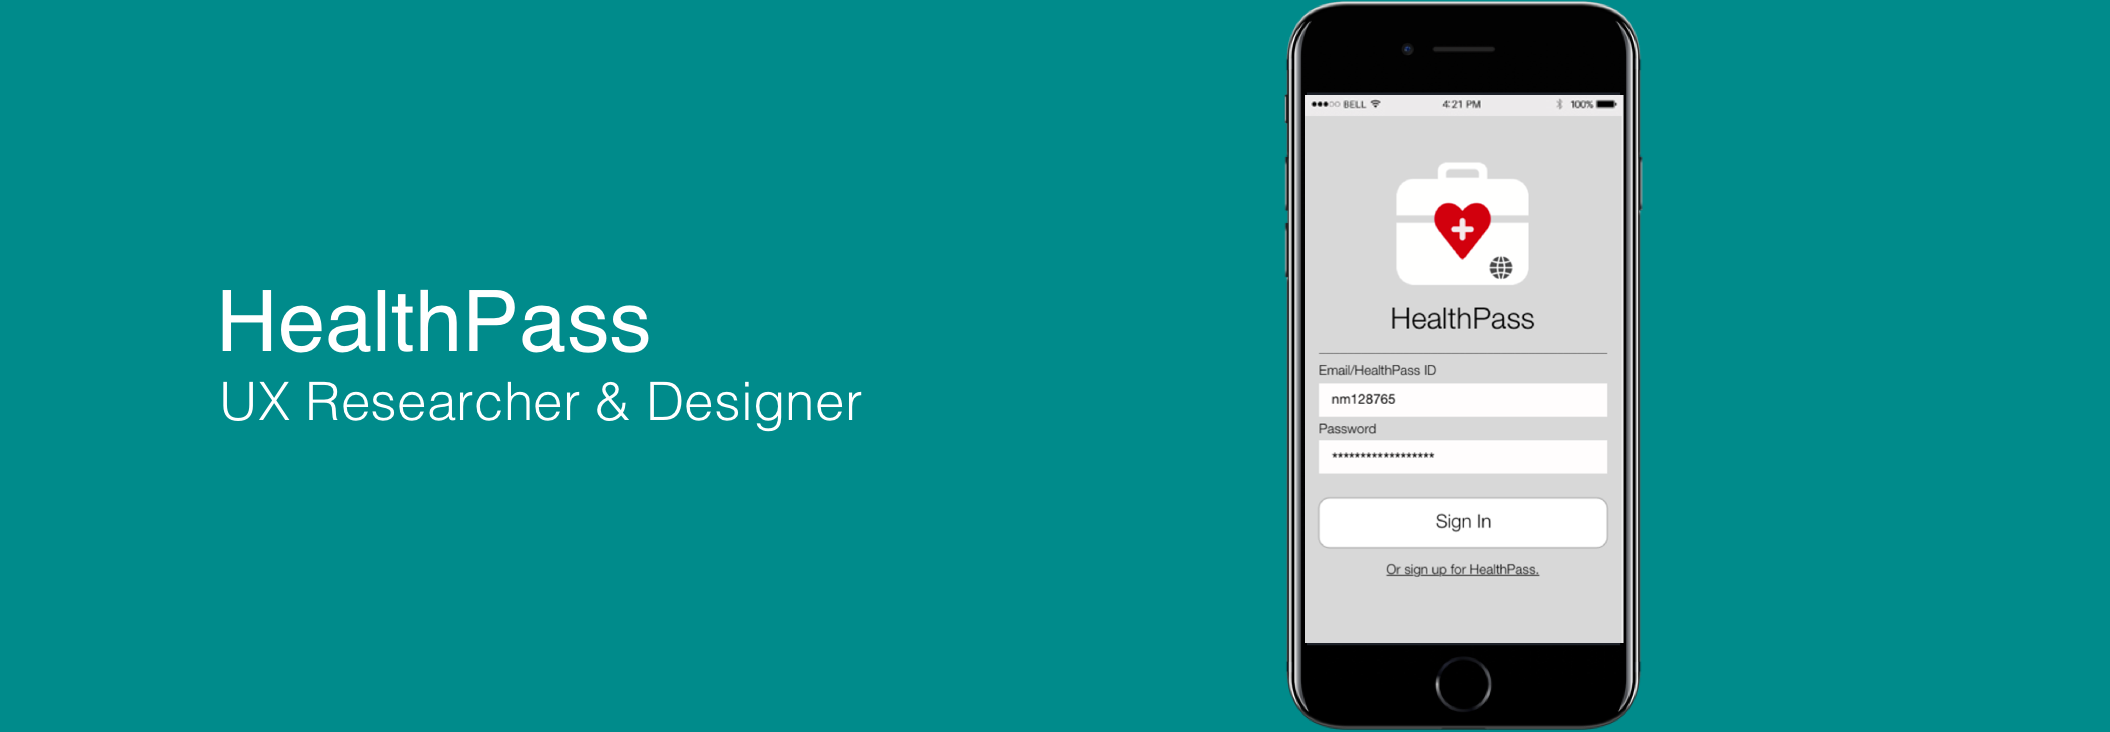 HealthPass
UX Researcher & Designer
BELL 4:21 PM 100%
HealthPass
Email/HealthPass ID
nm128765
Password
******************
Sign In
Or sign up for HealthPass.